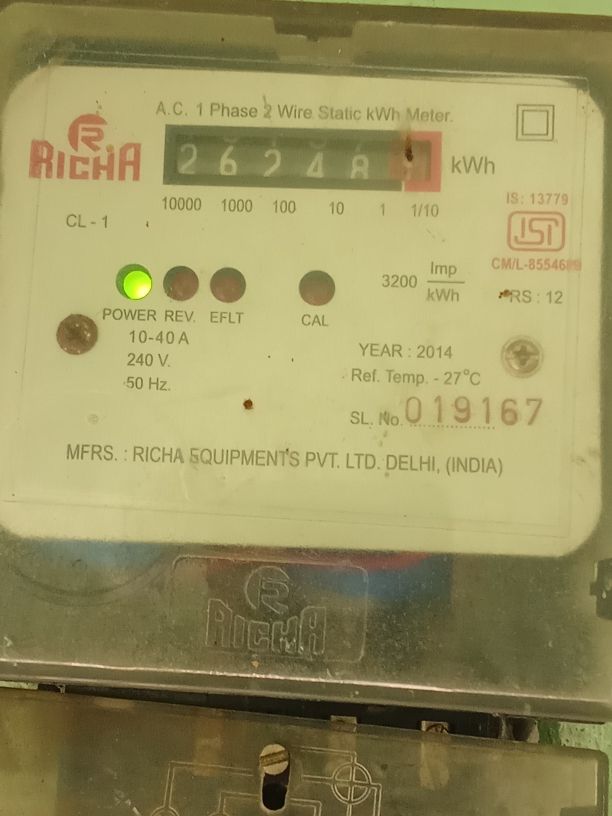 A.C. 1 Phase 2 Wire Static kWh Meter.
RICHA
26248 kWh
10000 1000 100 10 1 1/10
IS: 13779
ISI
CM/L-8554689
CL - 1
3200 Imp/kWh
RS : 12
POWER REV. EFLT CAL
10-40 A
240 V.
50 Hz.
YEAR : 2014
Ref. Temp. - 27°C
SL. No. 019167
MFRS. : RICHA EQUIPMENTS PVT. LTD. DELHI, (INDIA)
RICHA